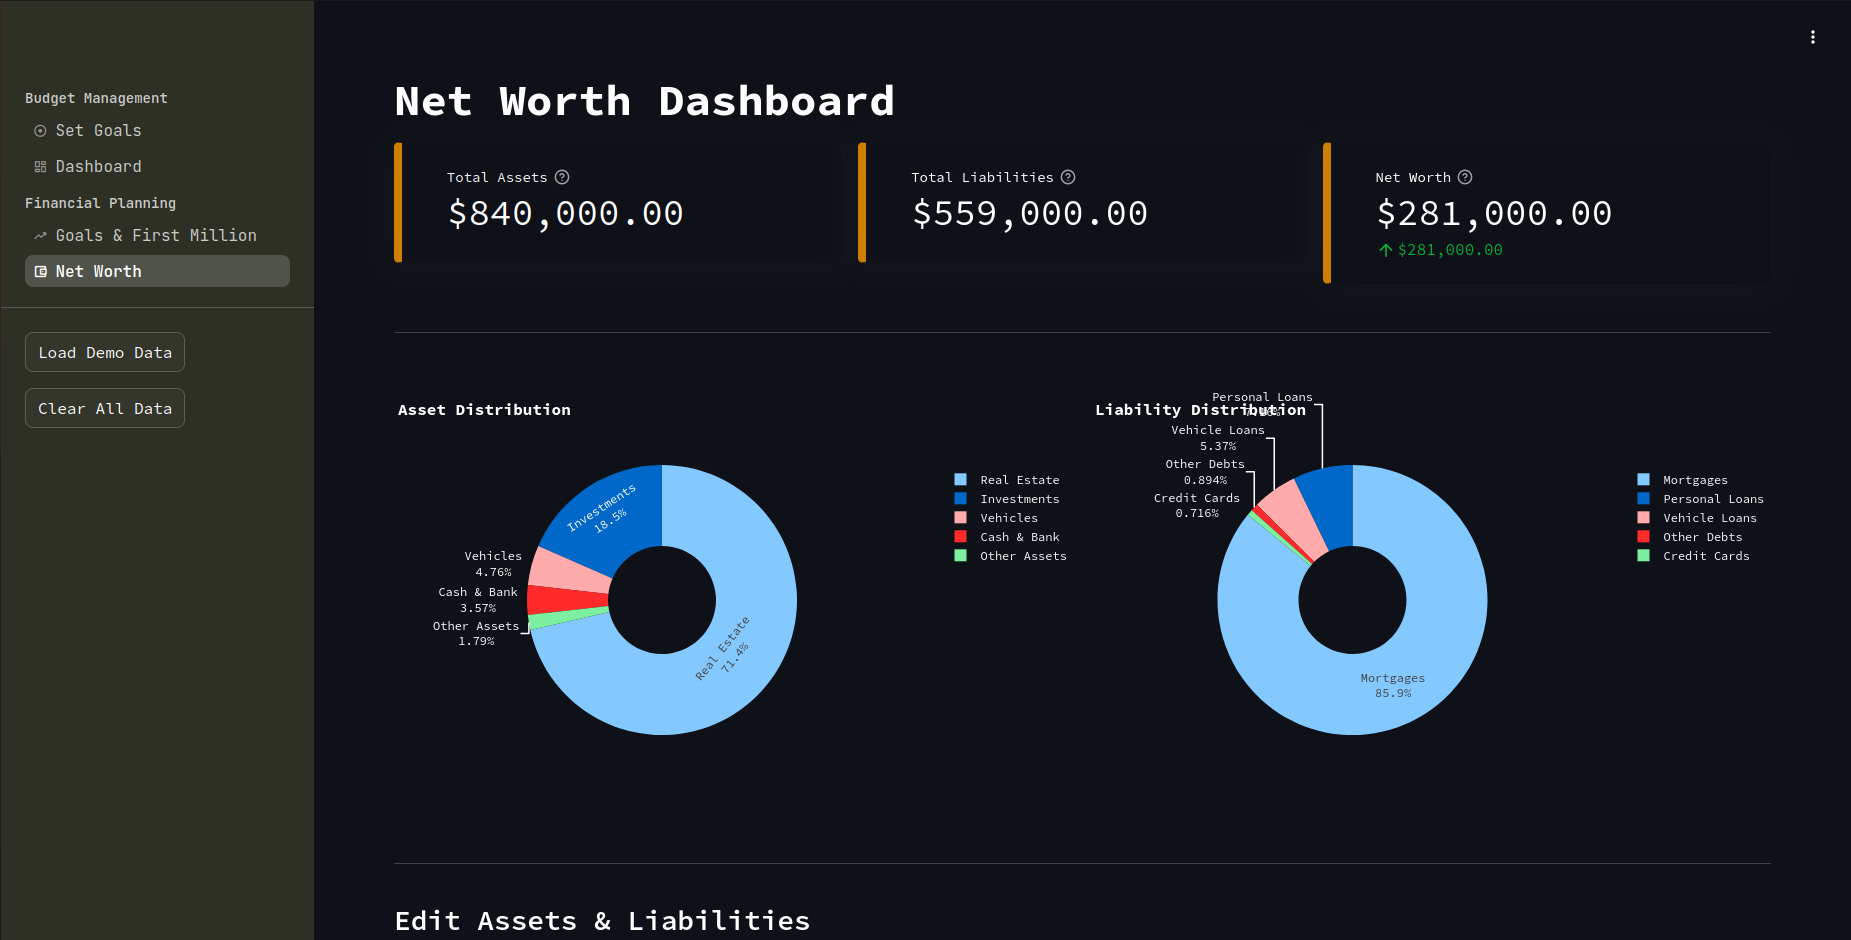 Budget Management
Set Goals
Dashboard
Financial Planning
Goals & First Million
Net Worth
Load Demo Data
Clear All Data
Net Worth Dashboard
Total Assets
$840,000.00
Total Liabilities
$559,000.00
Net Worth
$281,000.00
$281,000.00
Asset Distribution
Investments
18.5%
Vehicles
4.76%
Cash & Bank
3.57%
Other Assets
1.79%
Real Estate
71.4%
Real Estate
Investments
Vehicles
Cash & Bank
Other Assets
Liability Distribution
Personal Loans
Vehicle Loans
5.37%
Other Debts
0.894%
Credit Cards
0.716%
Mortgages
85.9%
Mortgages
Personal Loans
Vehicle Loans
Other Debts
Credit Cards
Edit Assets & Liabilities